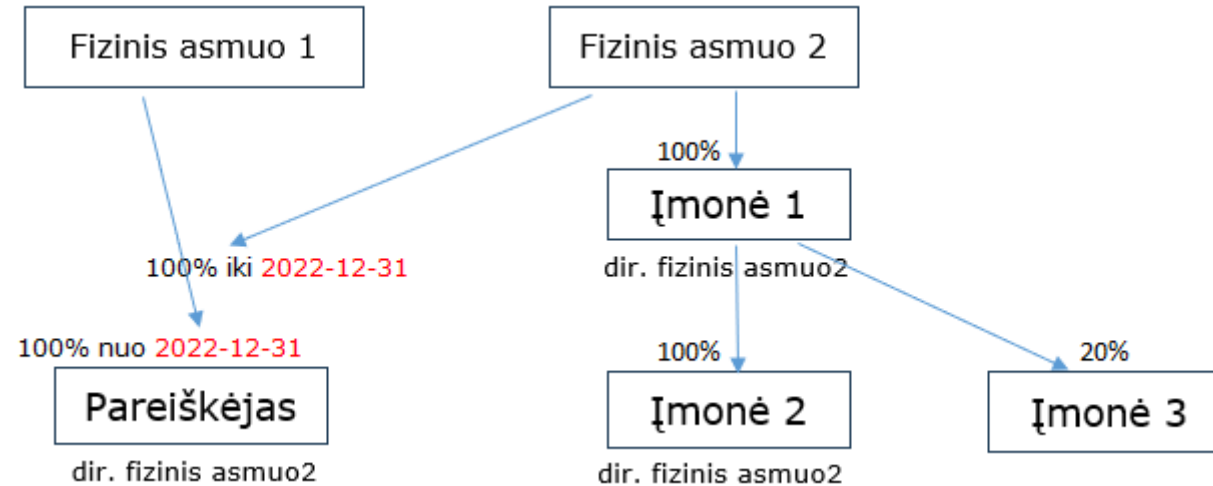 Fizinis asmuo 1
Fizinis asmuo 2
100%
Įmonė 1
100% iki 2022-12-31
dir. fizinis asmuo2
100% nuo 2022-12-31
100%
20%
Pareiškėjas
Įmonė 2
Įmonė 3
dir. fizinis asmuo2
dir. fizinis asmuo2